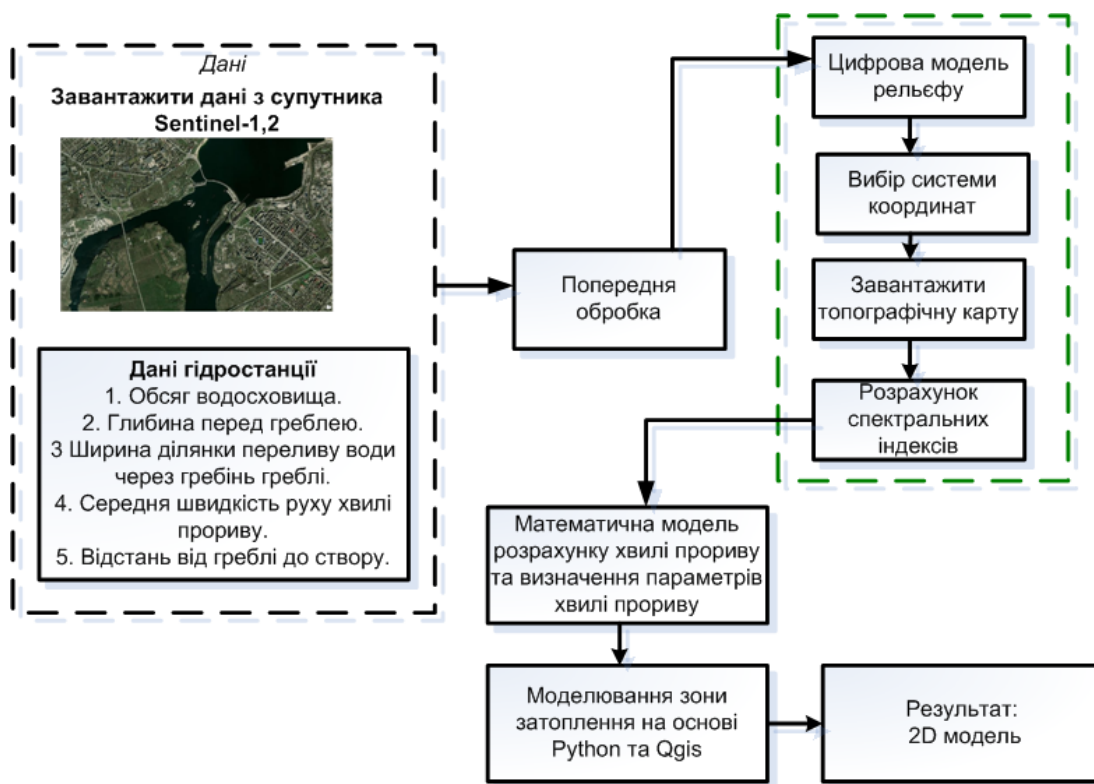 Дані
Завантажити дані з супутника
Sentinel-1,2
Дані гідростанції
1. Обсяг водосховища.
2. Глибина перед греблею.
3 Ширина ділянки переливу води
через гребінь греблі.
4. Середня швидкість руху хвилі
прориву.
5. Відстань від греблі до створу.
Попередня
обробка
Цифрова модель
рельєфу
Вибір системи
координат
Завантажити
топографічну карту
Розрахунок
спектральних
індексів
Математична модель
розрахунку хвилі прориву
та визначення параметрів
хвилі прориву
Моделювання зони
затоплення на основі
Python та Qgis
Результат:
2D модель